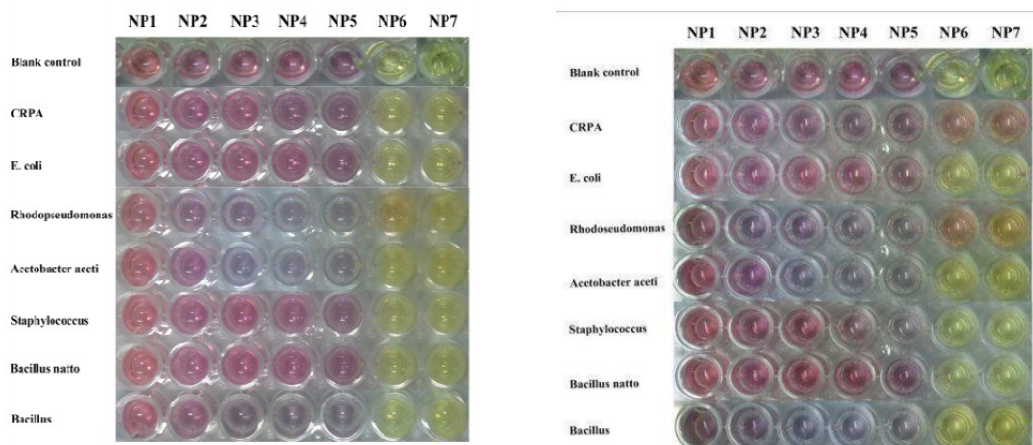 NP1 NP2 NP3 NP4 NP5 NP6 NP7
Blank control
CRPA
E. coli
Rhodopseudomonas
Acetobacter aceti
Staphylococcus
Bacillus natto
Bacillus
NP1 NP2 NP3 NP4 NP5 NP6 NP7
Blank control
CRPA
E. coli
Rhodoseudomonas
Acetobacter aceti
Staphylococcus
Bacillus natto
Bacillus